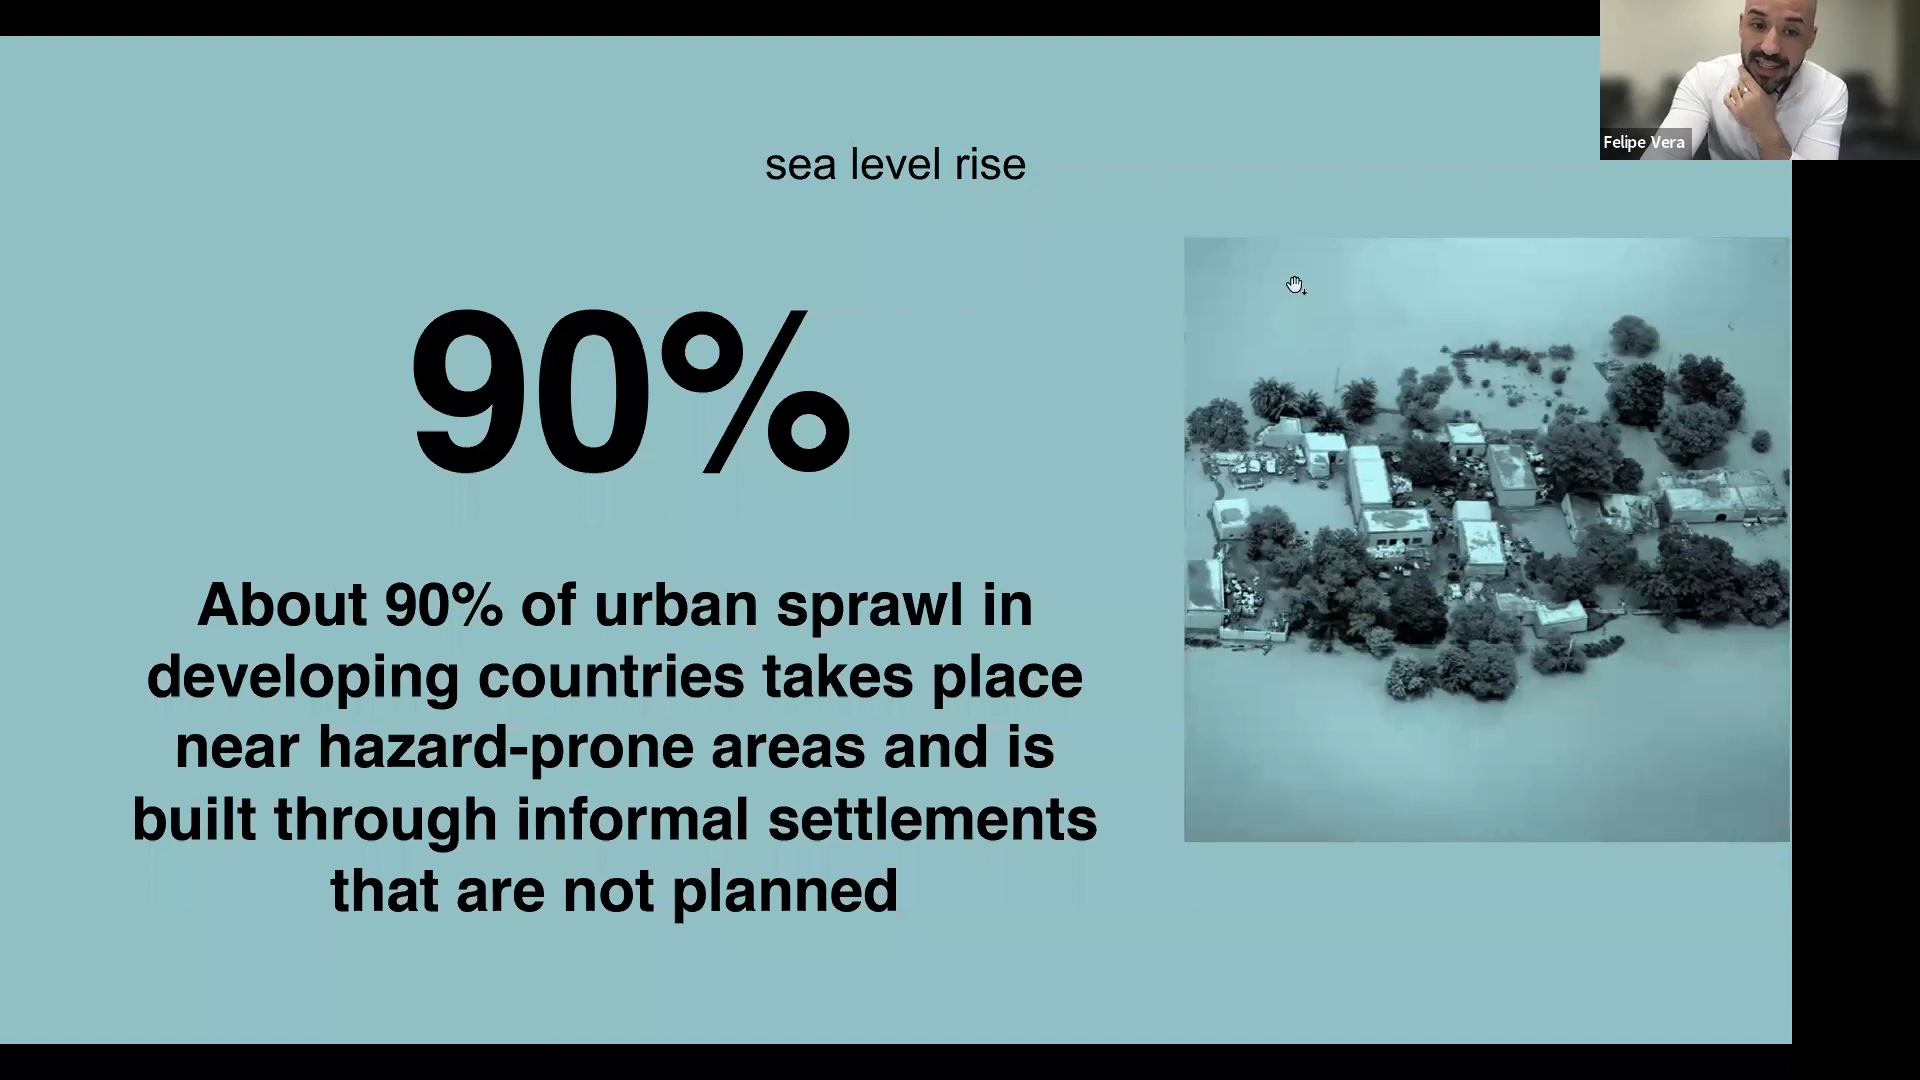 Felipe Vera
sea level rise
90%
About 90% of urban sprawl in
developing countries takes place
near hazard-prone areas and is
built through informal settlements
that are not planned